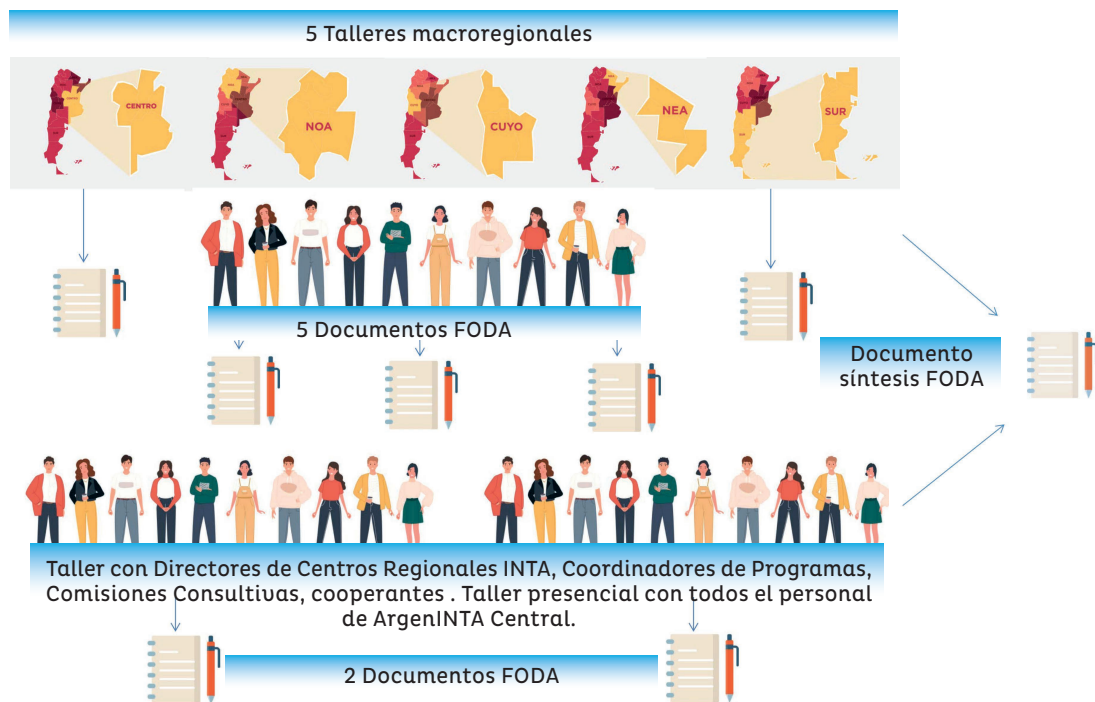 5 Talleres macroregionales
CENTRO
NOA
CUYO
NEA
SUR
5 Documentos FODA
Documento
síntesis FODA
Taller con Directores de Centros Regionales INTA, Coordinadores de Programas,
Comisiones Consultivas, cooperantes . Taller presencial con todos el personal
de ArgenINTA Central.
2 Documentos FODA